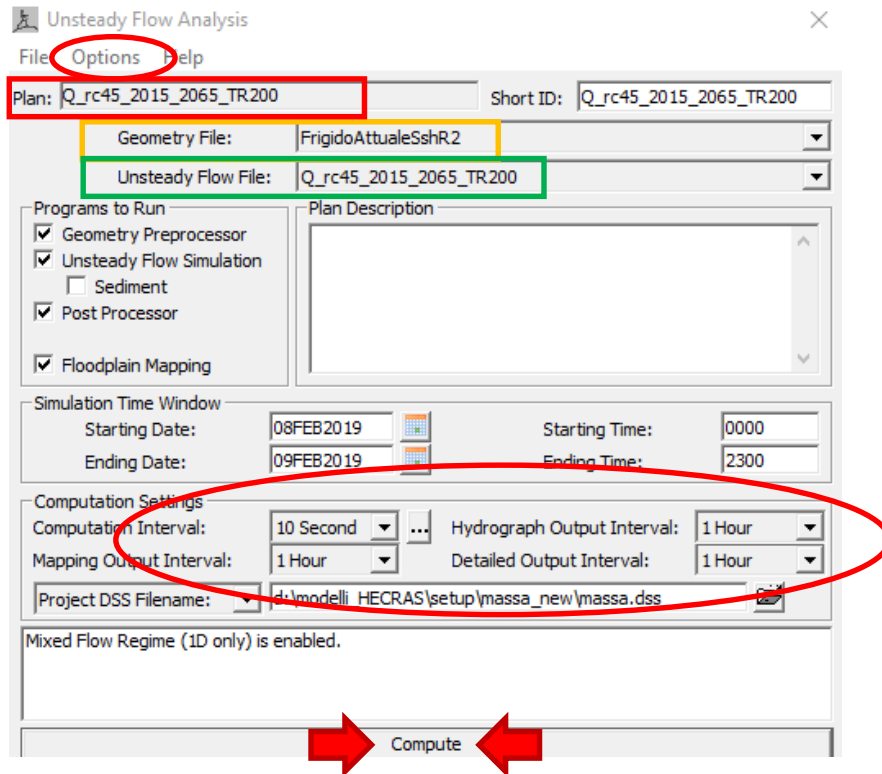 Unsteady Flow Analysis
File Options Help
Plan: Q_rc45_2015_2065_TR200 Short ID: Q_rc45_2015_2065_TR200
Geometry File: FrigidoAttualeSshR2
Unsteady Flow File: Q_rc45_2015_2065_TR200
Programs to Run Plan Description
Geometry Preprocessor
Unsteady Flow Simulation
Sediment
Post Processor
Floodplain Mapping
Simulation Time Window
Starting Date: 08FEB2019 Starting Time: 0000
Ending Date: 09FEB2019 Ending Time: 2300
Computation Settings
Computation Interval: 10 Second ... Hydrograph Output Interval: 1 Hour
Mapping Output Interval: 1 Hour Detailed Output Interval: 1 Hour
Project DSS Filename: d:\modelli_HECRAS\setup\massa_new\massa.dss
Mixed Flow Regime (1D only) is enabled.
Compute